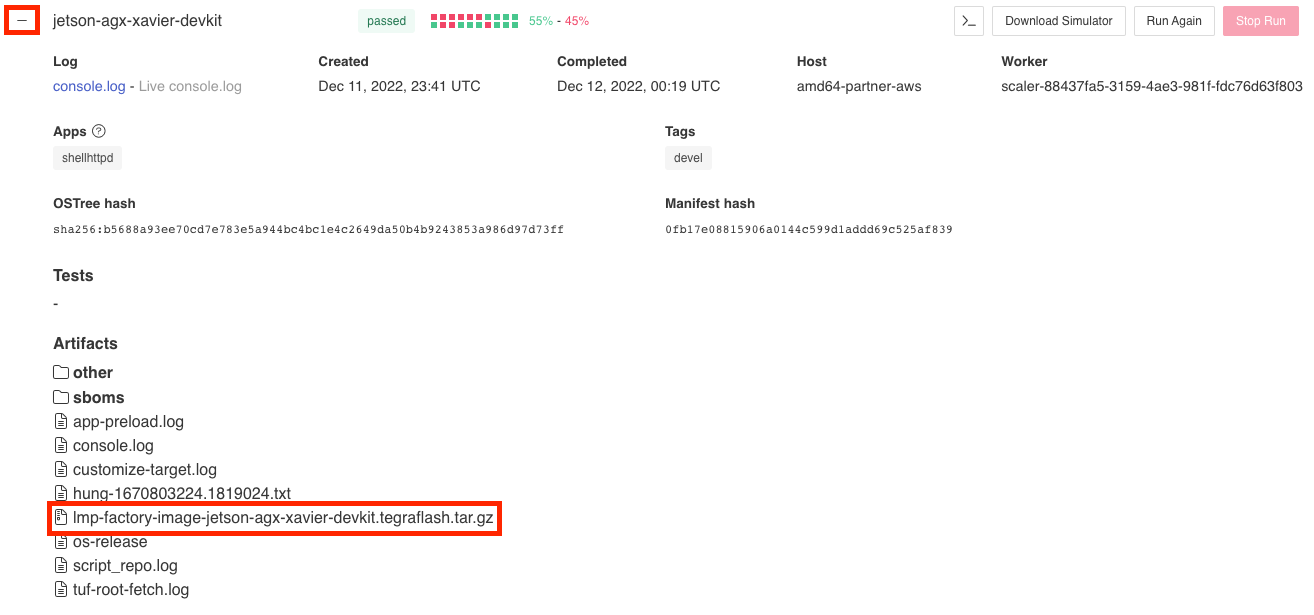 jetson-agx-xavier-devkit passed 55% - 45% >_ Download Simulator Run Again Stop Run
Log Created Completed Host Worker
console.log - Live console.log Dec 11, 2022, 23:41 UTC Dec 12, 2022, 00:19 UTC amd64-partner-aws scaler-88437fa5-3159-4ae3-981f-fdc76d63f803
Apps ? Tags
shellhttpd devel
OSTree hash Manifest hash
sha256:b5688a93ee70cd7e783e5a944bc4bc1e4c2649da50b4b9243853a986d97d73ff 0fb17e08815906a0144c599d1addd69c525af839
Tests
-
Artifacts
other
sboms
app-preload.log
console.log
customize-target.log
hung-1670803224.1819024.txt
lmp-factory-image-jetson-agx-xavier-devkit.tegraflash.tar.gz
os-release
script_repo.log
tuf-root-fetch.log